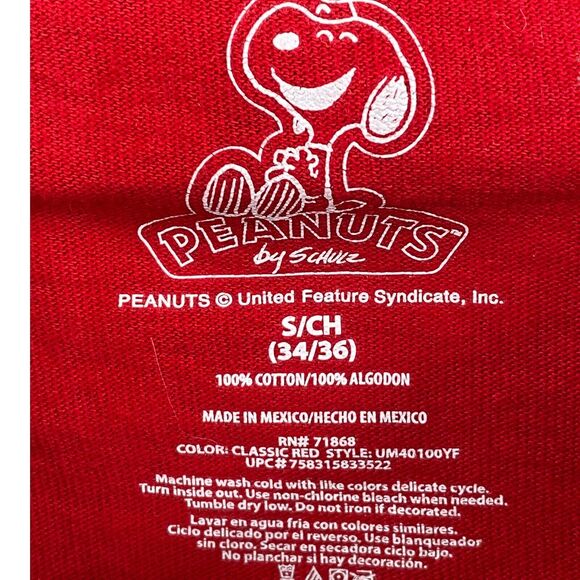 PEANUTS™
by SCHULZ
PEANUTS © United Feature Syndicate, Inc.
S/CH
(34/36)
100% COTTON/100% ALGODON
MADE IN MEXICO/HECHO EN MEXICO
RN# 71868
COLOR: CLASSIC RED STYLE: UM40100YF
UPC# 758315833522
Machine wash cold with like colors delicate cycle.
Turn inside out. Use non-chlorine bleach when needed.
Tumble dry low. Do not iron if decorated.
Lavar en agua fria con colores similares.
Ciclo delicado por el reverso. Use blanqueador
sin cloro. Secar en secadora ciclo bajo.
No planchar si hay decorado.